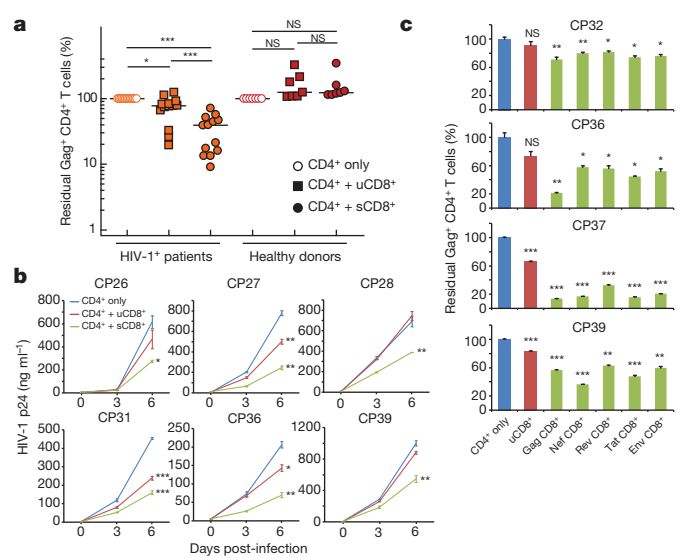 a
Residual Gag⁺ CD4⁺ T cells (%)
100
10
1
***
*
***
NS
NS
NS
CD4⁺ only
CD4⁺ + uCD8⁺
CD4⁺ + sCD8⁺
HIV-1⁺ patients
Healthy donors
b
HIV-1 p24 (ng ml⁻¹)
CP26
800
600
400
200
0
CD4⁺ only
CD4⁺ + uCD8⁺
CD4⁺ + sCD8⁺
*
0 3 6
CP27
800
600
400
200
0
**
**
0 3 6
CP28
800
600
400
200
0
**
0 3 6
CP31
500
400
300
200
100
0
***
***
0 3 6
CP36
250
200
150
100
50
0
*
**
0 3 6
CP39
1200
900
600
300
0
**
0 3 6
Days post-infection
c
Residual Gag⁺ CD4⁺ T cells (%)
CP32
100
80
60
40
20
0
NS
**
**
*
*
*
CP36
100
80
60
40
20
0
NS
**
*
*
*
*
CP37
100
80
60
40
20
0
***
***
***
***
***
***
CP39
100
80
60
40
20
0
***
***
***
**
***
**
CD4⁺ only
uCD8⁺
Gag CD8⁺
Nef CD8⁺
Rev CD8⁺
Tat CD8⁺
Env CD8⁺